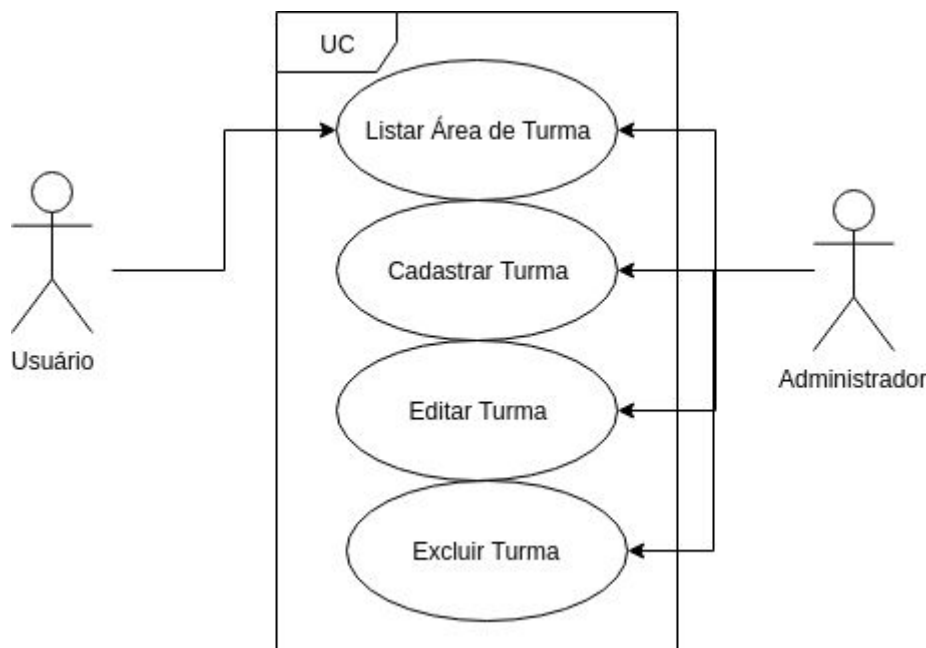 UC
Listar Área de Turma
Cadastrar Turma
Usuário
Administrador
Editar Turma
Excluir Turma